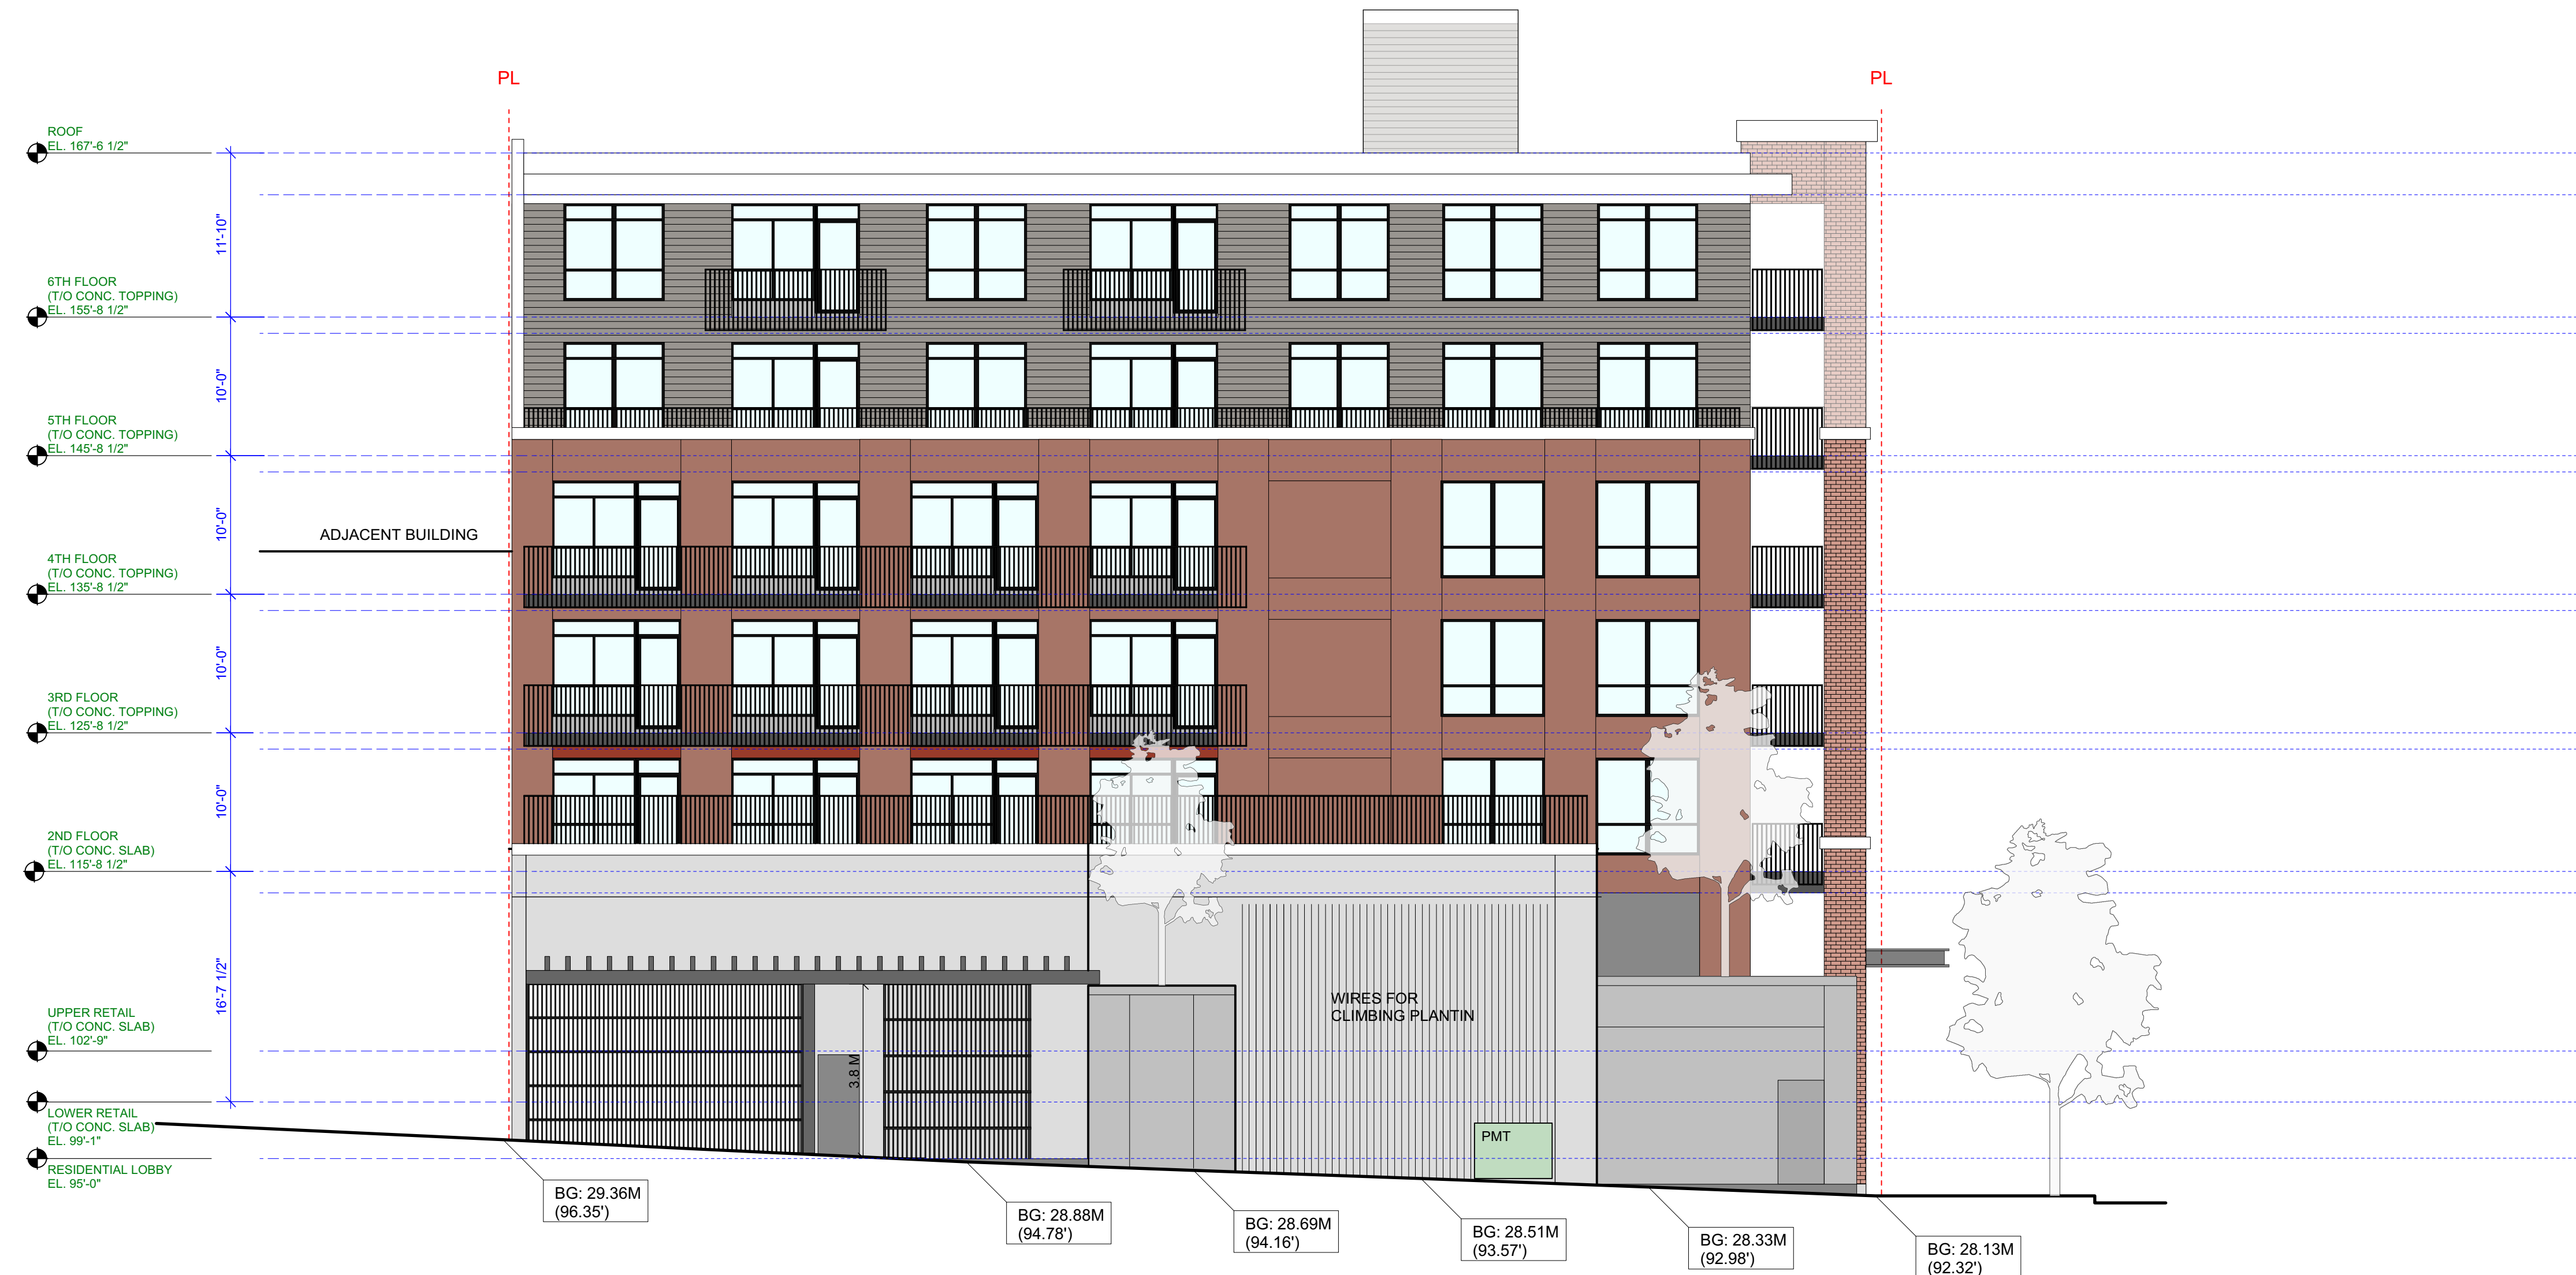 PL
PL
ROOF
EL. 167'-6 1/2"
11'-10"
6TH FLOOR
(T/O CONC. TOPPING)
EL. 155'-8 1/2"
10'-0"
5TH FLOOR
(T/O CONC. TOPPING)
EL. 145'-8 1/2"
10'-0"
ADJACENT BUILDING
4TH FLOOR
(T/O CONC. TOPPING)
EL. 135'-8 1/2"
10'-0"
3RD FLOOR
(T/O CONC. TOPPING)
EL. 125'-8 1/2"
10'-0"
2ND FLOOR
(T/O CONC. SLAB)
EL. 115'-8 1/2"
16'-7 1/2"
WIRES FOR
CLIMBING PLANTIN
UPPER RETAIL
(T/O CONC. SLAB)
EL. 102'-9"
3.8 M
LOWER RETAIL
(T/O CONC. SLAB)
EL. 99'-1"
PMT
RESIDENTIAL LOBBY
EL. 95'-0"
BG: 29.36M
(96.35')
BG: 28.88M
(94.78')
BG: 28.69M
(94.16')
BG: 28.51M
(93.57')
BG: 28.33M
(92.98')
BG: 28.13M
(92.32')